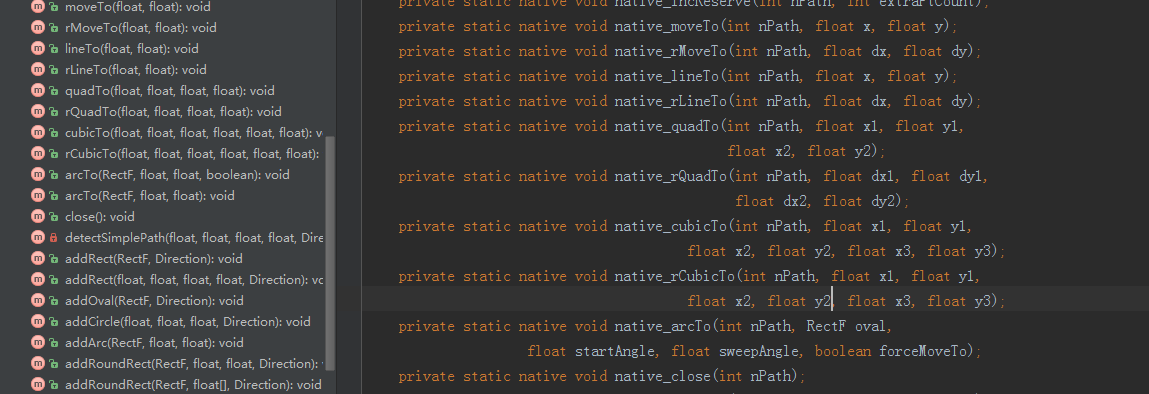 moveTo(float, float): void
rMoveTo(float, float): void
lineTo(float, float): void
rLineTo(float, float): void
quadTo(float, float, float, float): void
rQuadTo(float, float, float, float): void
cubicTo(float, float, float, float, float, float): v
rCubicTo(float, float, float, float, float, float):
arcTo(RectF, float, float, boolean): void
arcTo(RectF, float, float): void
close(): void
detectSimplePath(float, float, float, float, Dire
addRect(RectF, Direction): void
addRect(float, float, float, float, Direction): vo
addOval(RectF, Direction): void
addCircle(float, float, float, Direction): void
addArc(RectF, float, float): void
addRoundRect(RectF, float, float, Direction): 
addRoundRect(RectF, float[], Direction): void
private static native void native_incReserve(int nPath, int extraPtCount);
private static native void native_moveTo(int nPath, float x, float y);
private static native void native_rMoveTo(int nPath, float dx, float dy);
private static native void native_lineTo(int nPath, float x, float y);
private static native void native_rLineTo(int nPath, float dx, float dy);
private static native void native_quadTo(int nPath, float x1, float y1,
float x2, float y2);
private static native void native_rQuadTo(int nPath, float dx1, float dy1,
float dx2, float dy2);
private static native void native_cubicTo(int nPath, float x1, float y1,
float x2, float y2, float x3, float y3);
private static native void native_rCubicTo(int nPath, float x1, float y1,
float x2, float y2, float x3, float y3);
private static native void native_arcTo(int nPath, RectF oval,
float startAngle, float sweepAngle, boolean forceMoveTo);
private static native void native_close(int nPath);